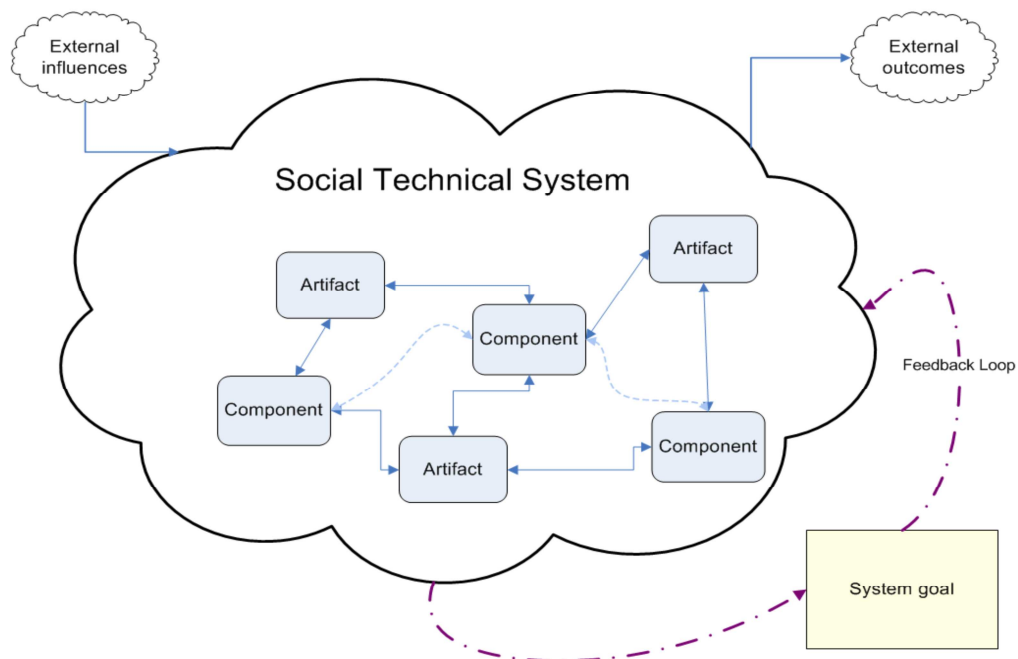 External
influences
External
outcomes
Social Technical System
Artifact
Artifact
Component
Component
Artifact
Component
Feedback Loop
System goal